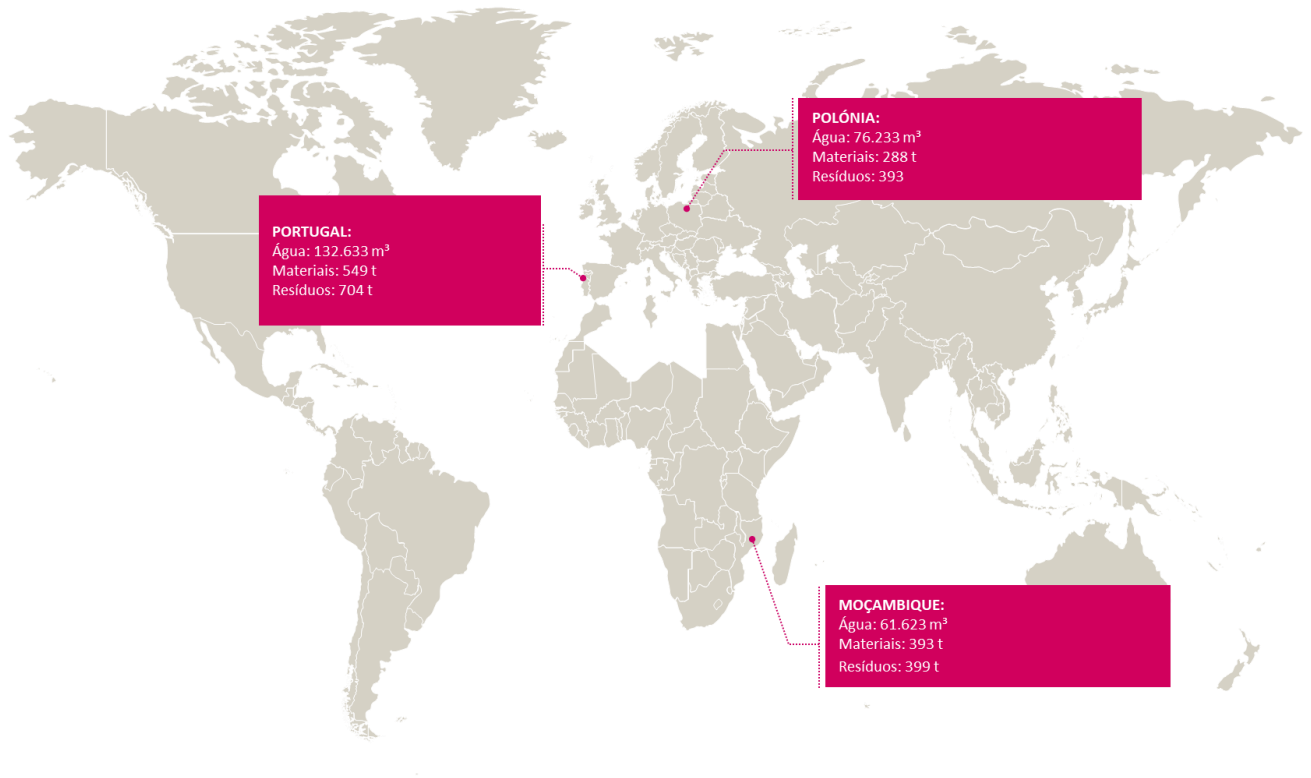 POLÓNIA:
Água: 76.233 m³
Materiais: 288 t
Resíduos: 393
PORTUGAL:
Água: 132.633 m³
Materiais: 549 t
Resíduos: 704 t
MOÇAMBIQUE:
Água: 61.623 m³
Materiais: 393 t
Resíduos: 399 t